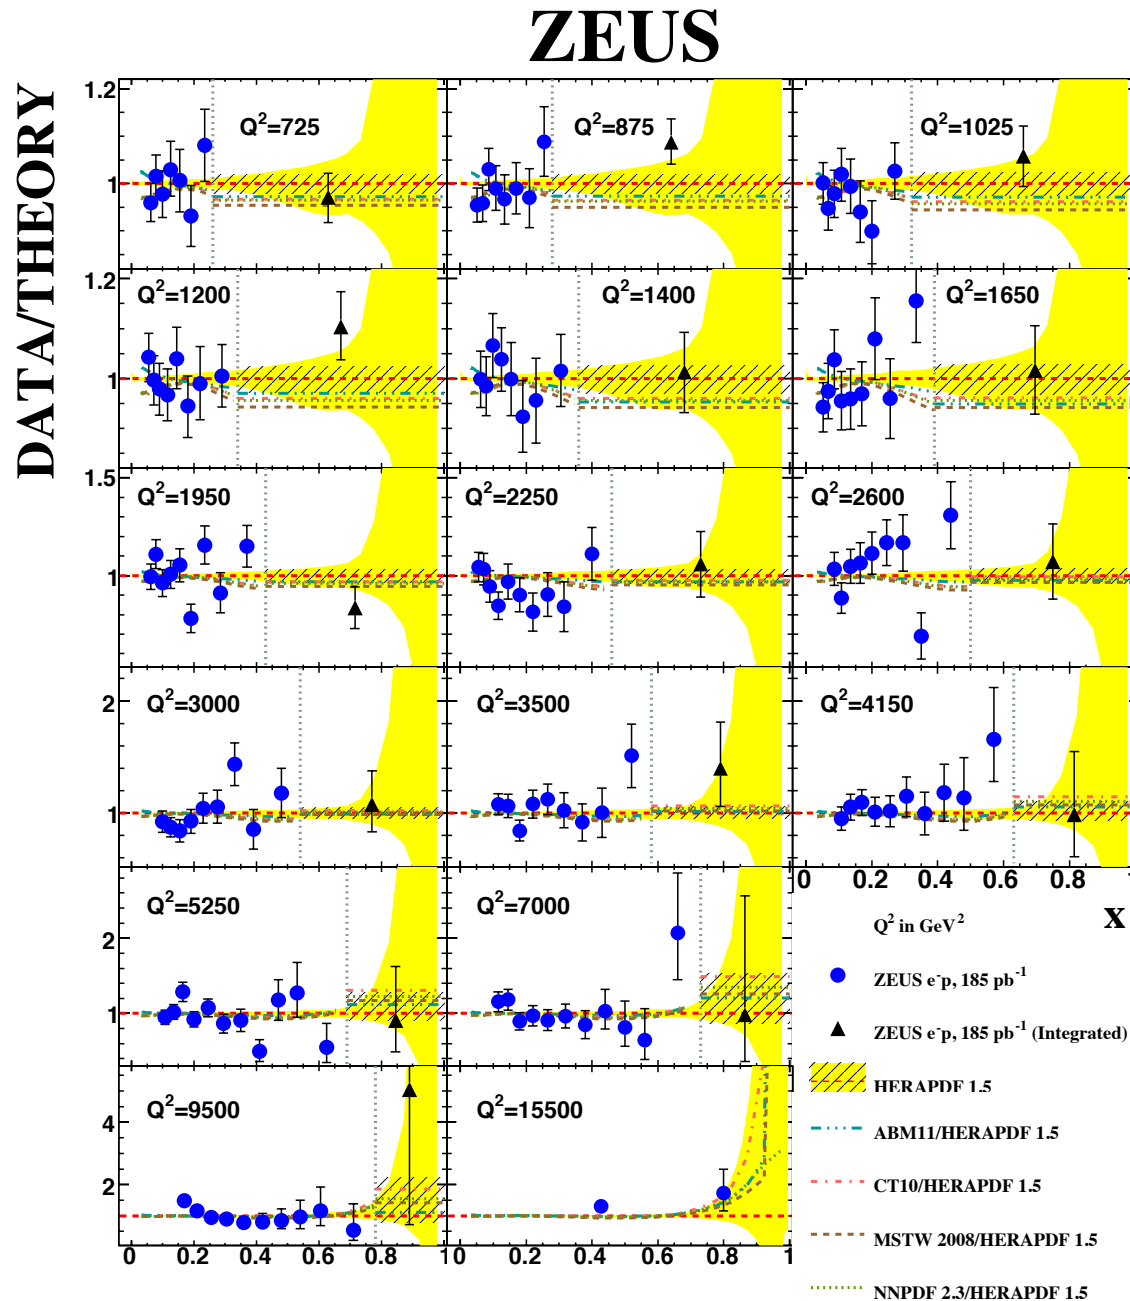 ZEUS
DATA/THEORY
1.2
Q²=725
Q²=875
Q²=1025
1
1.2
Q²=1200
Q²=1400
Q²=1650
1
1.5
Q²=1950
Q²=2250
Q²=2600
1
2
Q²=3000
Q²=3500
Q²=4150
1
0 0.2 0.4 0.6 0.8
x
Q²=5250
Q²=7000
2
1
Q² in GeV²
ZEUS e⁻p, 185 pb⁻¹
ZEUS e⁻p, 185 pb⁻¹ (Integrated)
HERAPDF 1.5
Q²=9500
Q²=15500
4
2
ABM11/HERAPDF 1.5
CT10/HERAPDF 1.5
MSTW 2008/HERAPDF 1.5
NNPDF 2,3/HERAPDF 1.5
0 0.2 0.4 0.6 0.8 1 0 0.2 0.4 0.6 0.8 1